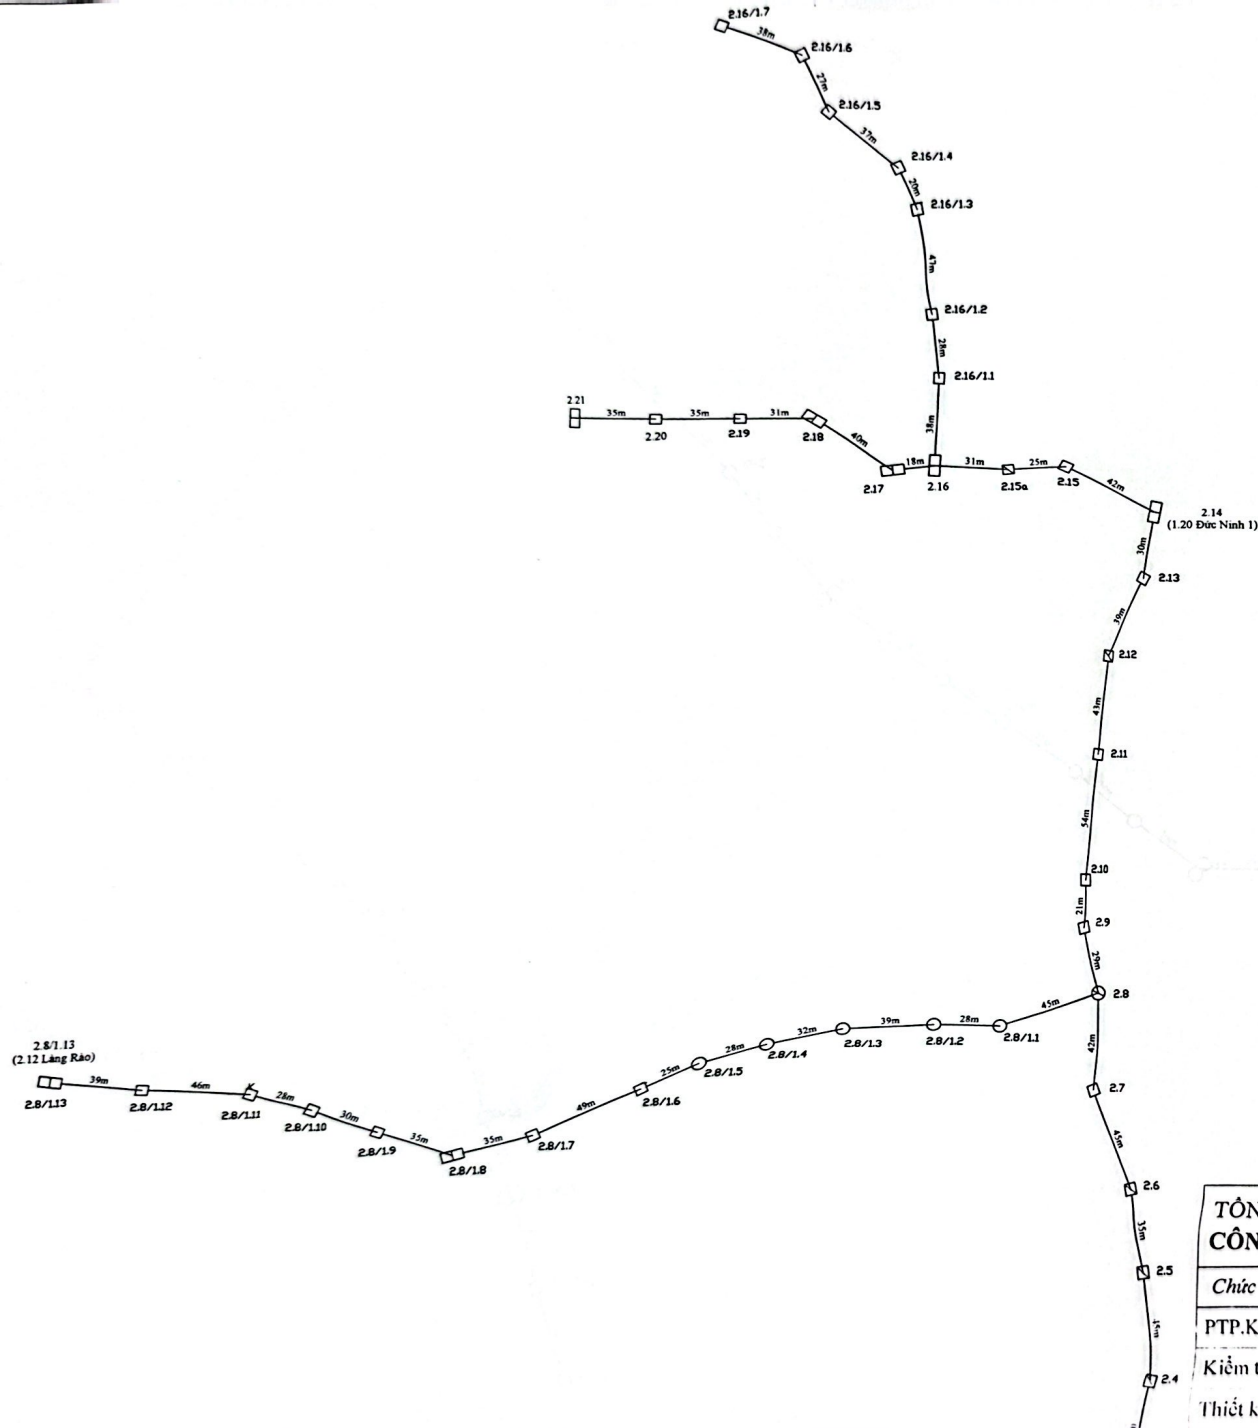 2.16/1.7
38m
2.16/1.6
27m
2.16/1.5
37m
2.16/1.4
20m
2.16/1.3
47m
2.16/1.2
28m
2.16/1.1
38m
2.21
35m
2.20
35m
2.19
31m
2.18
40m
2.17
18m
2.16
31m
2.15a
25m
2.15
42m
2.14
(1.20 Đức Ninh 1)
30m
2.13
39m
2.12
43m
2.11
54m
2.10
21m
2.9
29m
2.8
45m
2.8/1.1
28m
2.8/1.2
39m
2.8/1.3
32m
2.8/1.4
28m
2.8/1.5
25m
2.8/1.6
49m
2.8/1.7
35m
2.8/1.8
35m
2.8/1.9
30m
2.8/1.10
28m
2.8/1.11
46m
2.8/1.12
39m
2.8/1.13
(2.12 Làng Rào)
2.8/1.13
42m
2.7
45m
2.6
35m
2.5
45m
2.4
TỔN
CÔN
Chức
PTP.K
Kiểm t
Thiết k